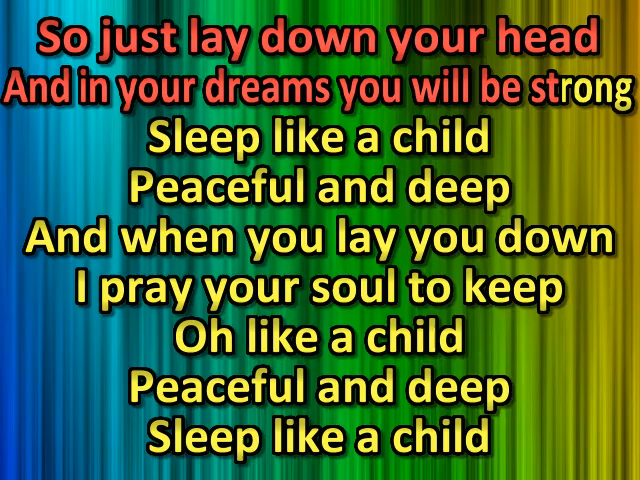 So just lay down your head
And in your dreams you will be strong
Sleep like a child
Peaceful and deep
And when you lay you down
I pray your soul to keep
Oh like a child
Peaceful and deep
Sleep like a child